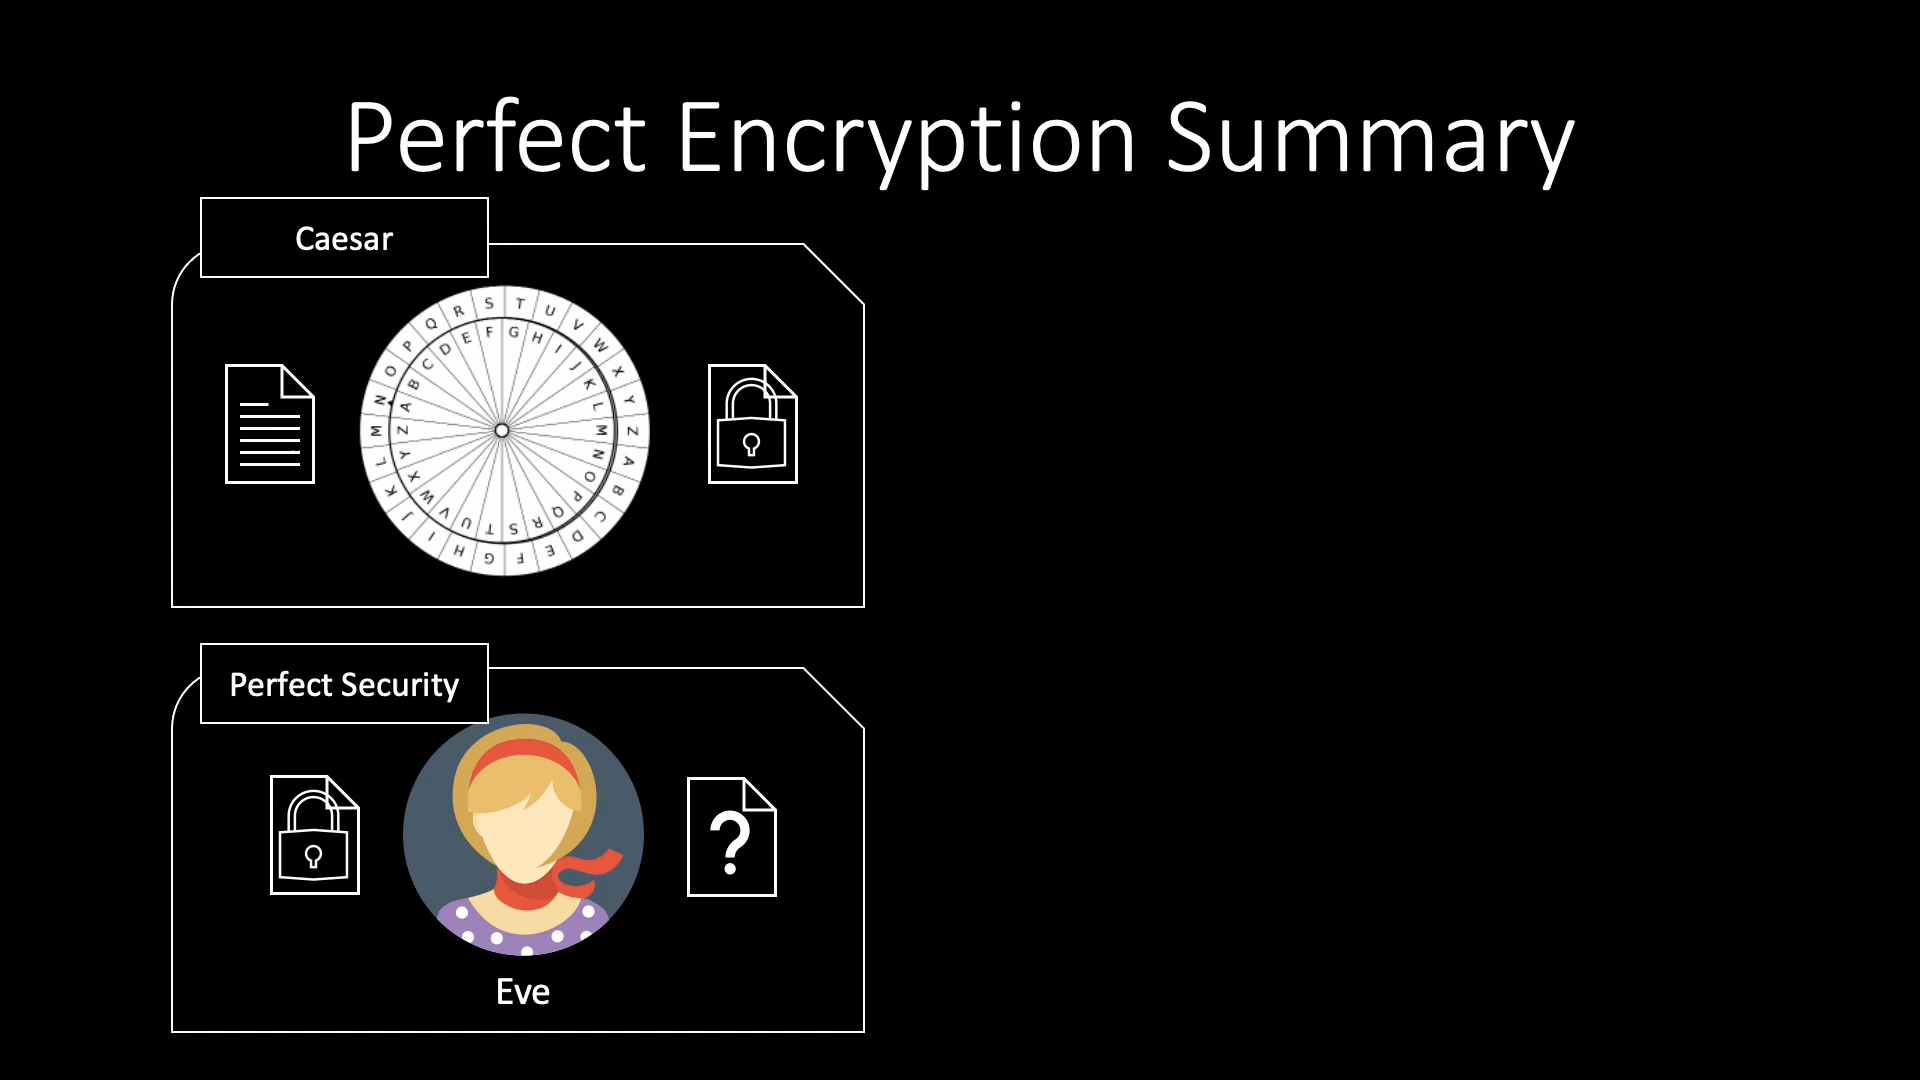 Perfect Encryption Summary
Caesar
A B C D E F G H I J K L M N O P Q R S T U V W X Y Z
A B C D E F G H I J K L M N O P Q R S T U V W X Y Z
Perfect Security
?
Eve